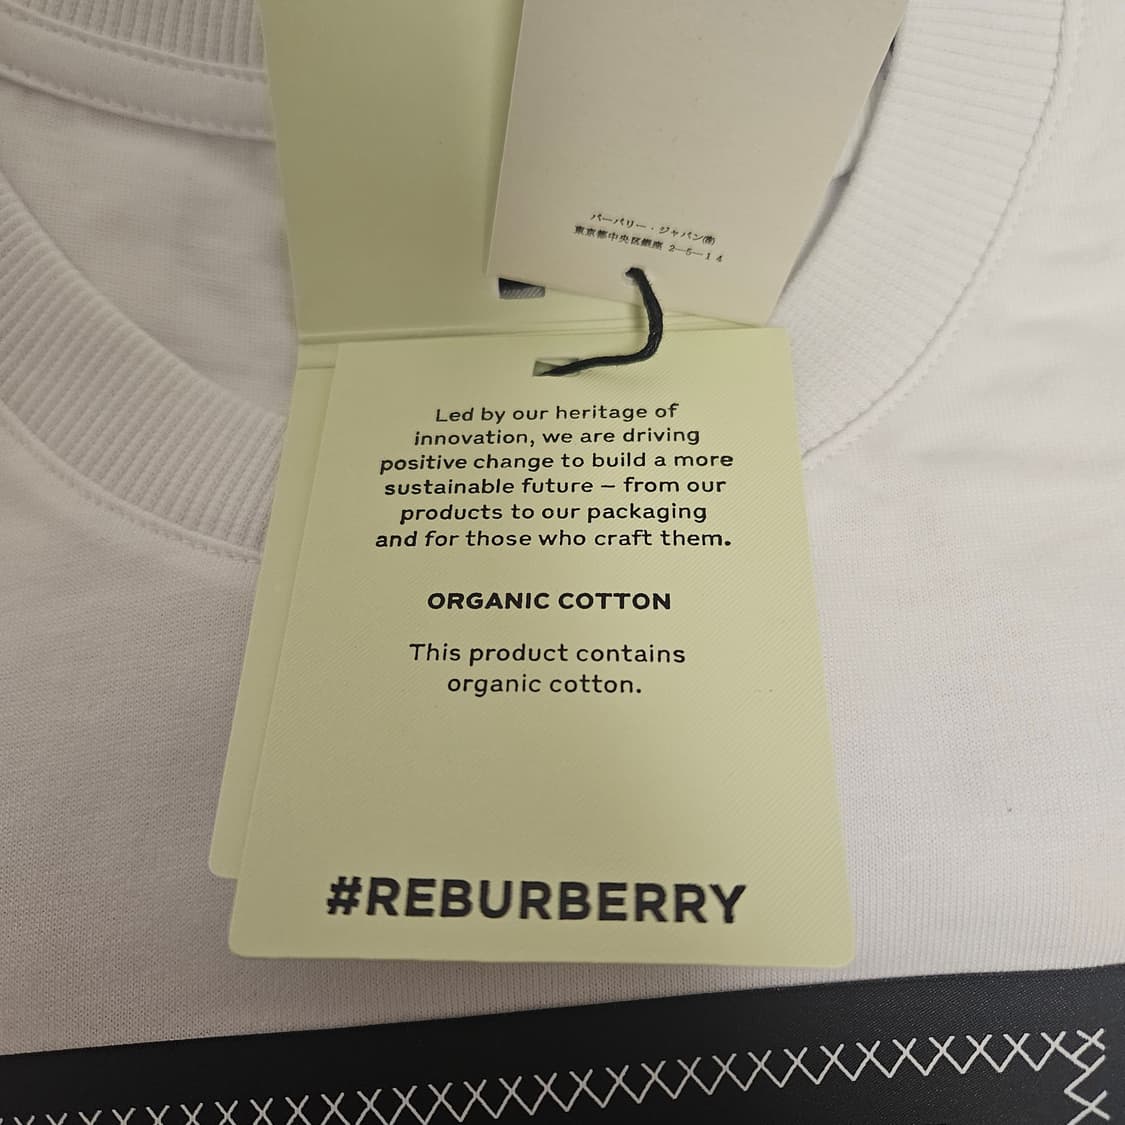 バーバリー・ジャパン㈱
東京都中央区銀座 2—5—14
Led by our heritage of
innovation, we are driving
positive change to build a more
sustainable future – from our
products to our packaging
and for those who craft them.
ORGANIC COTTON
This product contains
organic cotton.
#REBURBERRY